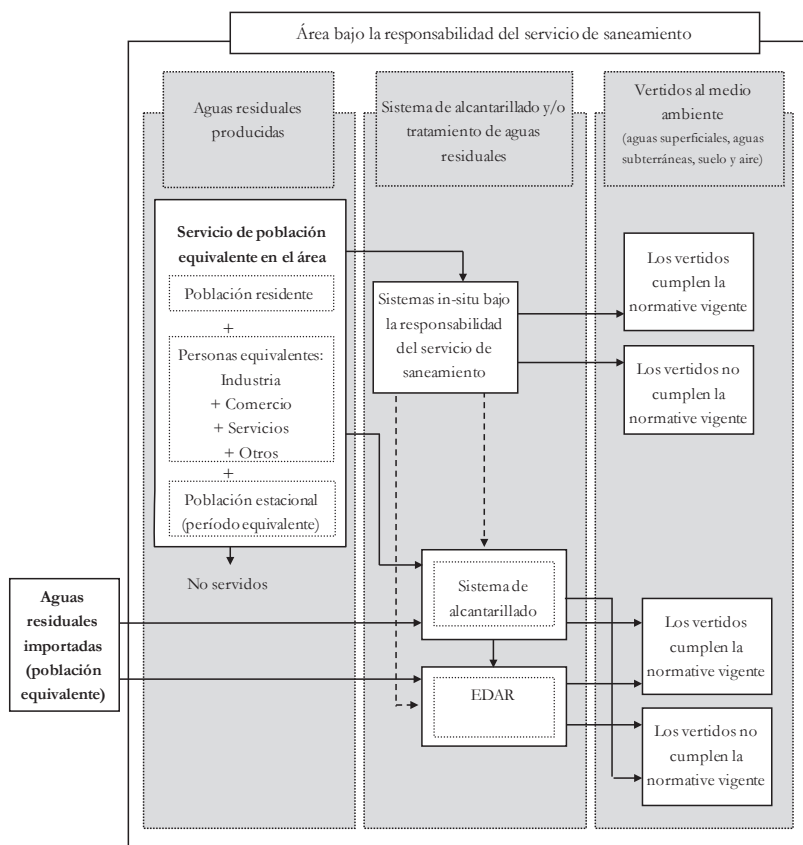 Área bajo la responsabilidad del servicio de saneamiento
Aguas residuales
producidas
Sistema de alcantarillado y/o
tratamiento de aguas
residuales
Vertidos al medio
ambiente
(aguas superficiales, aguas
subterráneas, suelo y aire)
Servicio de población
equivalente en el área
Población residente
+
Personas equivalentes:
Industria
+ Comercio
+ Servicios
+ Otros
+
Población estacional
(período equivalente)
No servidos
Sistemas in-situ bajo
la responsabilidad
del servicio de
saneamiento
Los vertidos
cumplen la
normative vigente
Los vertidos no
cumplen la
normative vigente
Aguas
residuales
importadas
(población
equivalente)
Sistema de
alcantarillado
EDAR
Los vertidos
cumplen la
normative vigente
Los vertidos no
cumplen la
normative vigente